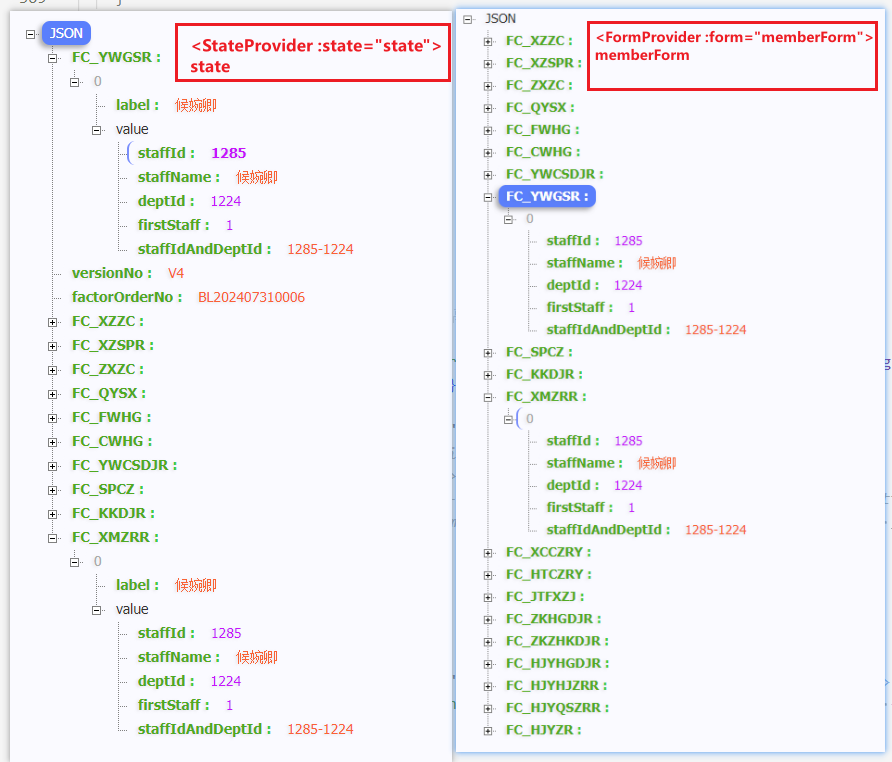 JSON
FC_YWGSR :
0
label : 候婉卿
value
staffId : 1285
staffName : 候婉卿
deptId : 1224
firstStaff : 1
staffIdAndDeptId : 1285-1224
versionNo : V4
factorOrderNo : BL202407310006
FC_XZZC :
FC_XZSPR :
FC_ZXZC :
FC_QYSX :
FC_FWHG :
FC_CWHG :
FC_YWCSDJR :
FC_SPCZ :
FC_KKDJR :
FC_XMZRR :
0
label : 候婉卿
value
staffId : 1285
staffName : 候婉卿
deptId : 1224
firstStaff : 1
staffIdAndDeptId : 1285-1224
<StateProvider :state="state">
state
JSON
FC_XZZC :
FC_XZSPR :
FC_ZXZC :
FC_QYSX :
FC_FWHG :
FC_CWHG :
FC_YWCSDJR :
FC_YWGSR :
0
staffId : 1285
staffName : 候婉卿
deptId : 1224
firstStaff : 1
staffIdAndDeptId : 1285-1224
FC_SPCZ :
FC_KKDJR :
FC_XMZRR :
0
staffId : 1285
staffName : 候婉卿
deptId : 1224
firstStaff : 1
staffIdAndDeptId : 1285-1224
FC_XCCZRY :
FC_HTCZRY :
FC_JTFXZJ :
FC_ZKHGDJR :
FC_ZKZHKDJR :
FC_HJYHGDJR :
FC_HJYHJZRR :
FC_HJYQSZRR :
FC_HJYZR :
<FormProvider :form="memberForm">
memberForm